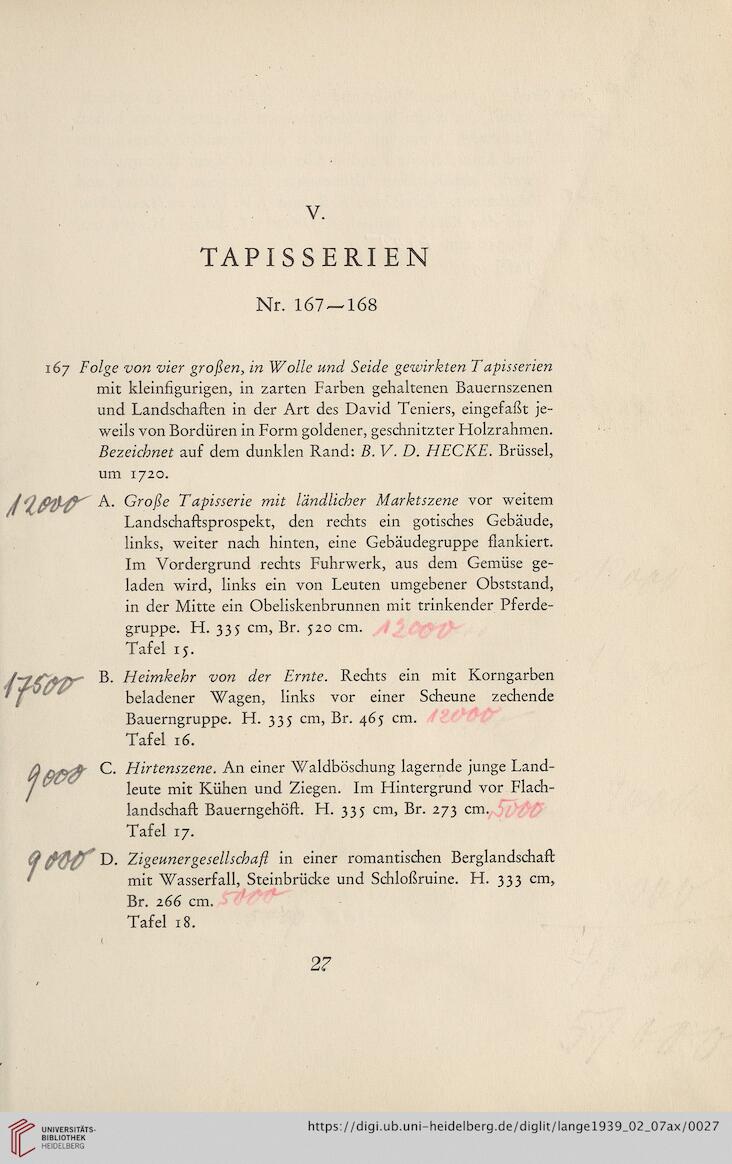 V.
TAPISSERIEN
Nr. 167—168
167 Folge von vier großen, in Wolle und Seide gewirkten Tapisserien
mit kleinfigurigen, in zarten Farben gehaltenen Bauernszenen
und Landschaften in der Art des David Teniers, eingefaßt je-
weils von Bordüren in Form goldener, geschnitzter Holzrahmen.
Bezeichnet auf dem dunklen Rand: B. V. D. HECKE. Brüssel,
um 1720.
12000 A. Große Tapisserie mit ländlicher Marktszene vor weitem
Landschaftsprospekt, den rechts ein gotisches Gebäude,
links, weiter nach hinten, eine Gebäudegruppe flankiert.
Im Vordergrund rechts Fuhrwerk, aus dem Gemüse ge-
laden wird, links ein von Leuten umgebener Obststand,
in der Mitte ein Obeliskenbrunnen mit trinkender Pferde-
gruppe. H. 335 cm, Br. 520 cm. 12000
Tafel 15.
17500 B. Heimkehr von der Ernte. Rechts ein mit Korngarben
beladener Wagen, links vor einer Scheune zechende
Bauerngruppe. H. 335 cm, Br. 465 cm. 12000
Tafel 16.
9000 C. Hirtenszene. An einer Waldböschung lagernde junge Land-
leute mit Kühen und Ziegen. Im Hintergrund vor Flach-
landschaft Bauerngehöft. H. 335 cm, Br. 273 cm. 5000
Tafel 17.
9000 D. Zigeunergesellschaft in einer romantischen Berglandschaft
mit Wasserfall, Steinbrücke und Schloßruine. H. 333 cm,
Br. 266 cm. 5000
Tafel 18.
27
UNIVERSITÄTS-
BIBLIOTHEK
HEIDELBERG
https://digi.ub.uni-heidelberg.de/diglit/lange1939_02_07ax/0027